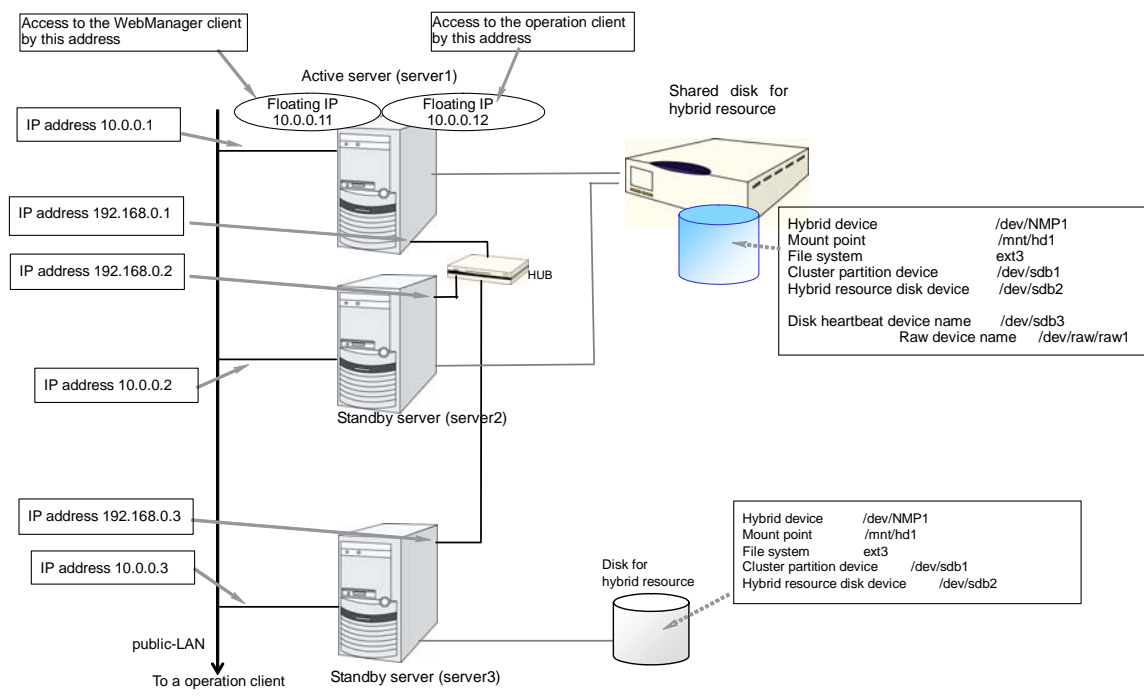 Access to the WebManager client
by this address
Access to the operation client
by this address
Active server (server1)
Floating IP
10.0.0.11
Floating IP
10.0.0.12
Shared disk for
hybrid resource
IP address 10.0.0.1
IP address 192.168.0.1
IP address 192.168.0.2
HUB
Hybrid device /dev/NMP1
Mount point /mnt/hd1
File system ext3
Cluster partition device /dev/sdb1
Hybrid resource disk device /dev/sdb2
Disk heartbeat device name /dev/sdb3
Raw device name /dev/raw/raw1
IP address 10.0.0.2
Standby server (server2)
IP address 192.168.0.3
IP address 10.0.0.3
Disk for
hybrid resource
Hybrid device /dev/NMP1
Mount point /mnt/hd1
File system ext3
Cluster partition device /dev/sdb1
Hybrid resource disk device /dev/sdb2
public-LAN
To a operation client
Standby server (server3)